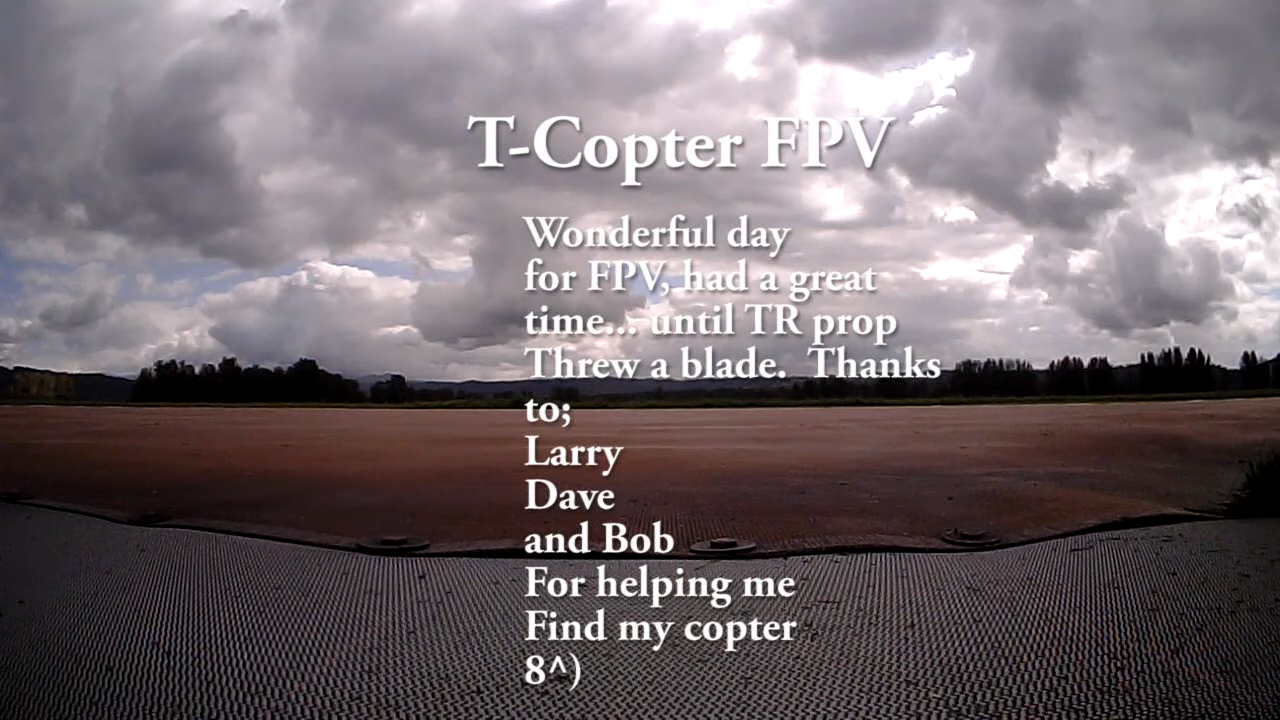 T-Copter FPV
Wonderful day
for FPV, had a great
time... until TR prop
Threw a blade.  Thanks
to;
Larry
Dave
and Bob
For helping me
Find my copter
8^)